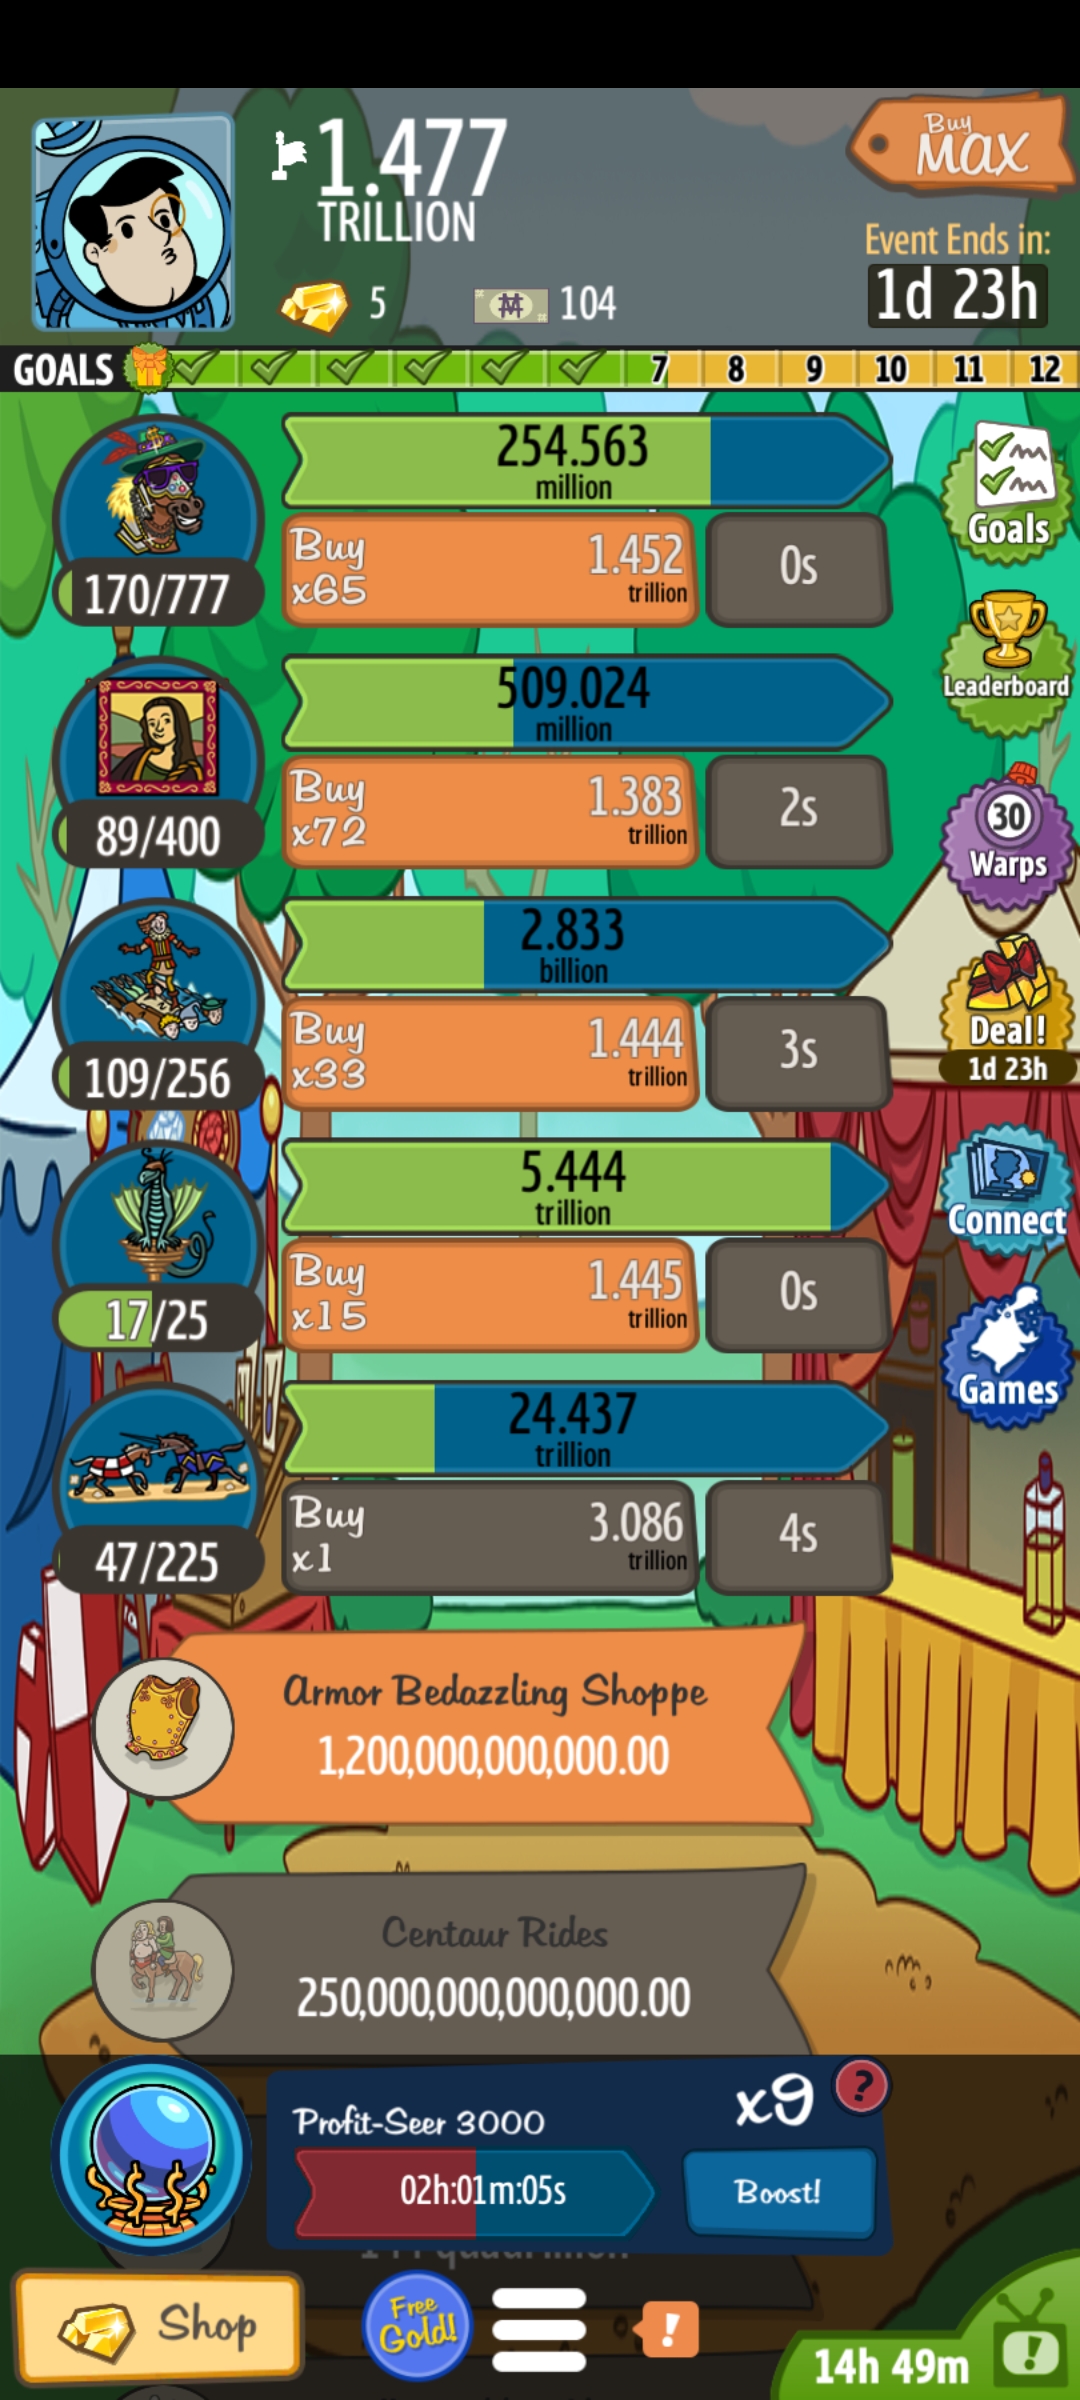 1.477
TRILLION
Buy
MAX
Event Ends in:
1d 23h
5
104
GOALS
7 8 9 10 11 12
254.563
million
Buy
x65
1.452
trillion
0s
170/777
Goals
509.024
million
Leaderboard
Buy
x72
1.383
trillion
2s
89/400
30
Warps
2.833
billion
Buy
x33
1.444
trillion
3s
109/256
Deal!
1d 23h
5.444
trillion
Connect
Buy
x15
1.445
trillion
0s
17/25
Games
24.437
trillion
Buy
x1
3.086
trillion
4s
47/225
Armor Bedazzling Shoppe
1,200,000,000,000.00
Centaur Rides
250,000,000,000,000.00
Profit-Seer 3000
x9
?
02h:01m:05s
Boost!
Shop
Free
Gold!
!
14h 49m
!